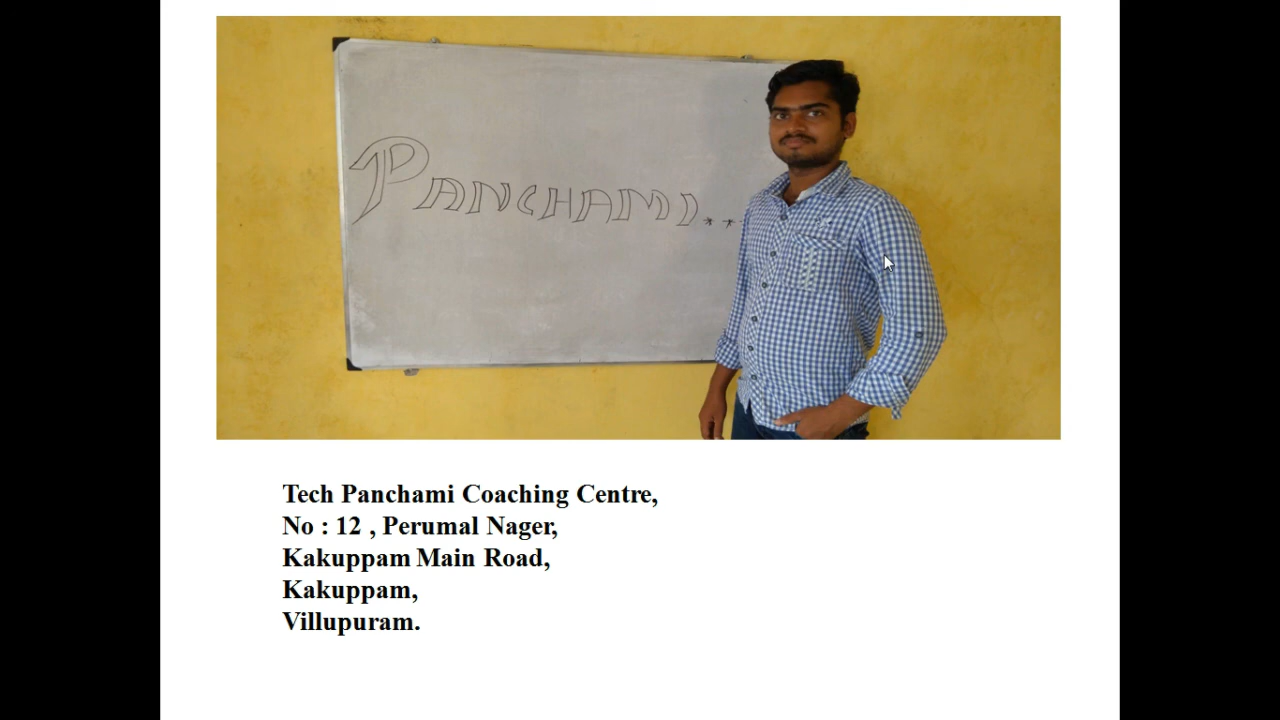 PANCHAMI...
Tech Panchami Coaching Centre,
No : 12 , Perumal Nager,
Kakuppam Main Road,
Kakuppam,
Villupuram.